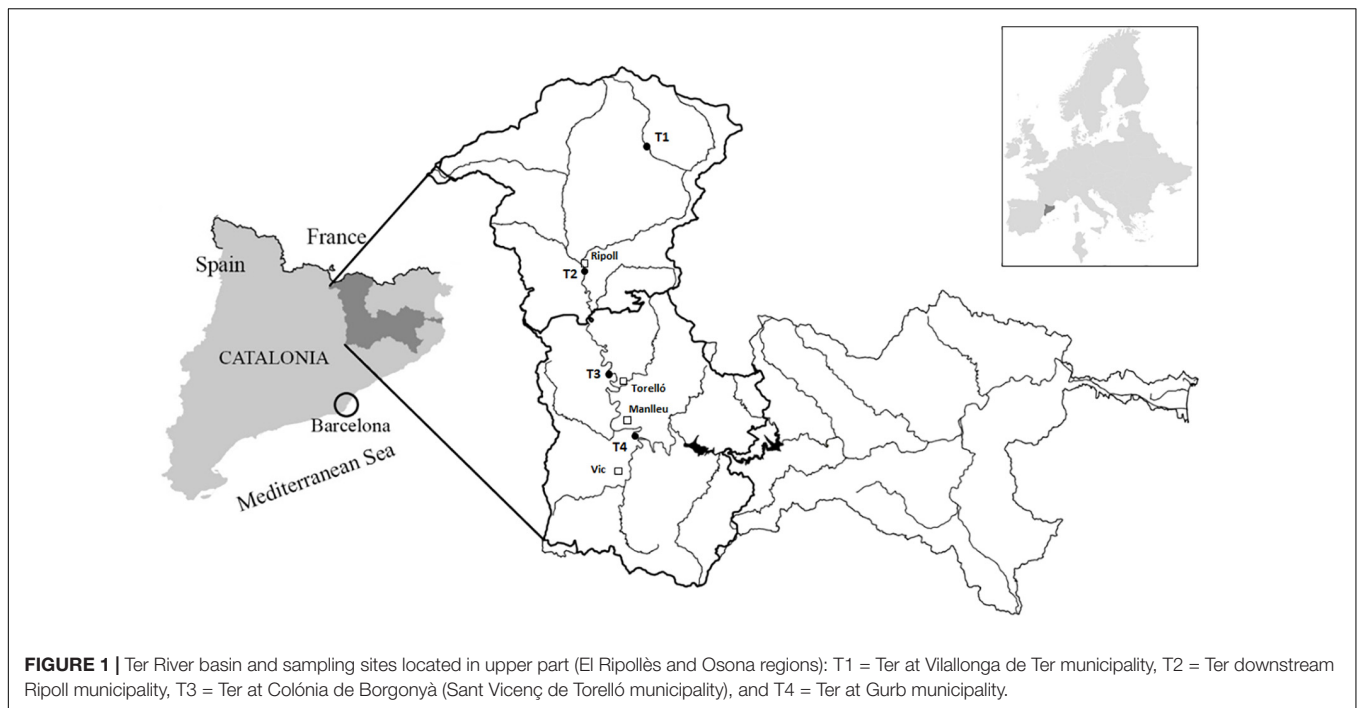 T1
France
Spain
Ripoll
T2
CATALONIA
T3
Torelló
Manlleu
Barcelona
T4
Vic
Mediterranean Sea
FIGURE 1 | Ter River basin and sampling sites located in upper part (El Ripollès and Osona regions): T1 = Ter at Vilallonga de Ter municipality, T2 = Ter downstream
Ripoll municipality, T3 = Ter at Colónia de Borgonyà (Sant Vicenç de Torelló municipality), and T4 = Ter at Gurb municipality.